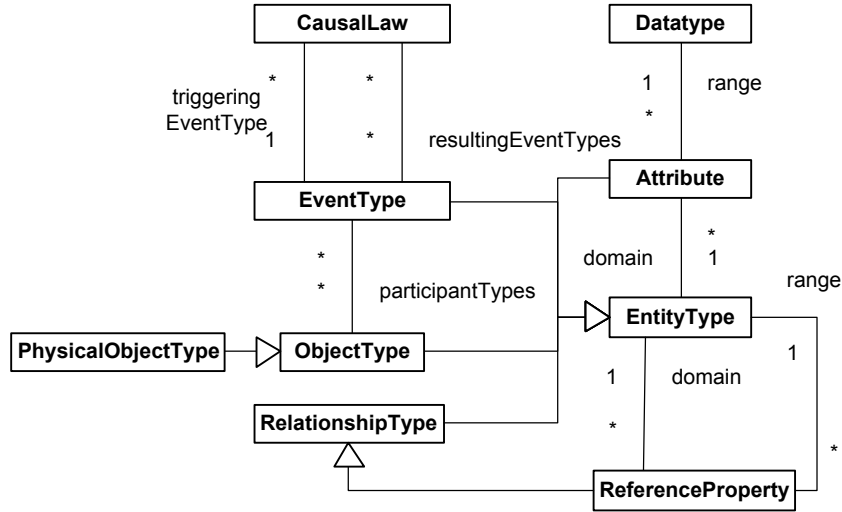 CausalLaw
Datatype
*
*
1
range
triggering
EventType
*
1
*
resultingEventTypes
Attribute
EventType
*
*
domain
1
*
participantTypes
range
EntityType
PhysicalObjectType
ObjectType
1
domain
1
RelationshipType
*
*
ReferenceProperty